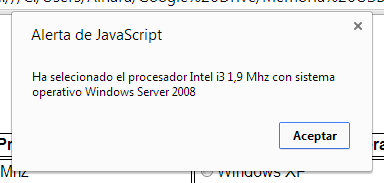 Alerta de JavaScript
Ha selecionado el procesador Intel i3 1,9 Mhz con sistema
operativo Windows Server 2008
Aceptar
Mhz
Windows XP